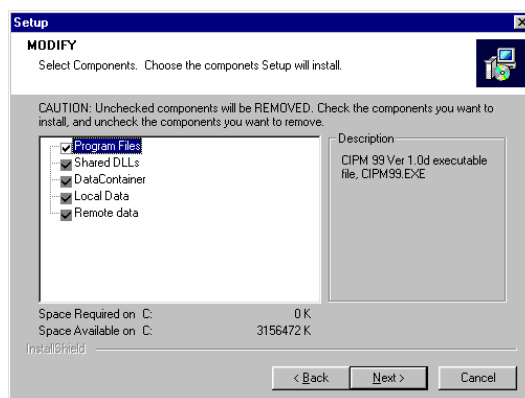 Setup
MODIFY
Select Components. Choose the componets Setup will install.
CAUTION: Unchecked components will be REMOVED. Check the components you want to
install, and uncheck the components you want to remove.
Program Files
Shared DLLs
DataContainer
Local Data
Remote data
Description
CIPM 99 Ver 1.0d executable
file, CIPM99.EXE
Space Required on C: 0 K
Space Available on C: 3156472 K
InstallShield
< Back
Next >
Cancel